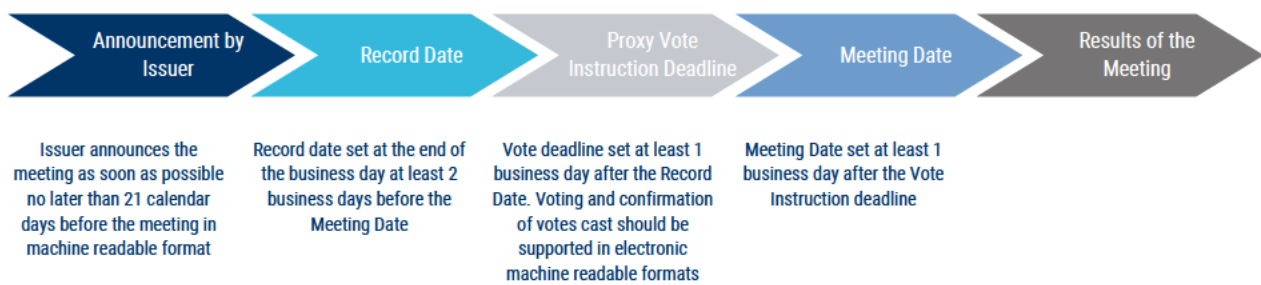 Announcement by
Issuer
Record Date
Proxy Vote
Instruction Deadline
Meeting Date
Results of the
Meeting
Issuer announces the
meeting as soon as possible
no later than 21 calendar
days before the meeting in
machine readable format
Record date set at the end of
the business day at least 2
business days before the
Meeting Date
Vote deadline set at least 1
business day after the Record
Date. Voting and confirmation
of votes cast should be
supported in electronic
machine readable formats
Meeting Date set at least 1
business day after the Vote
Instruction deadline